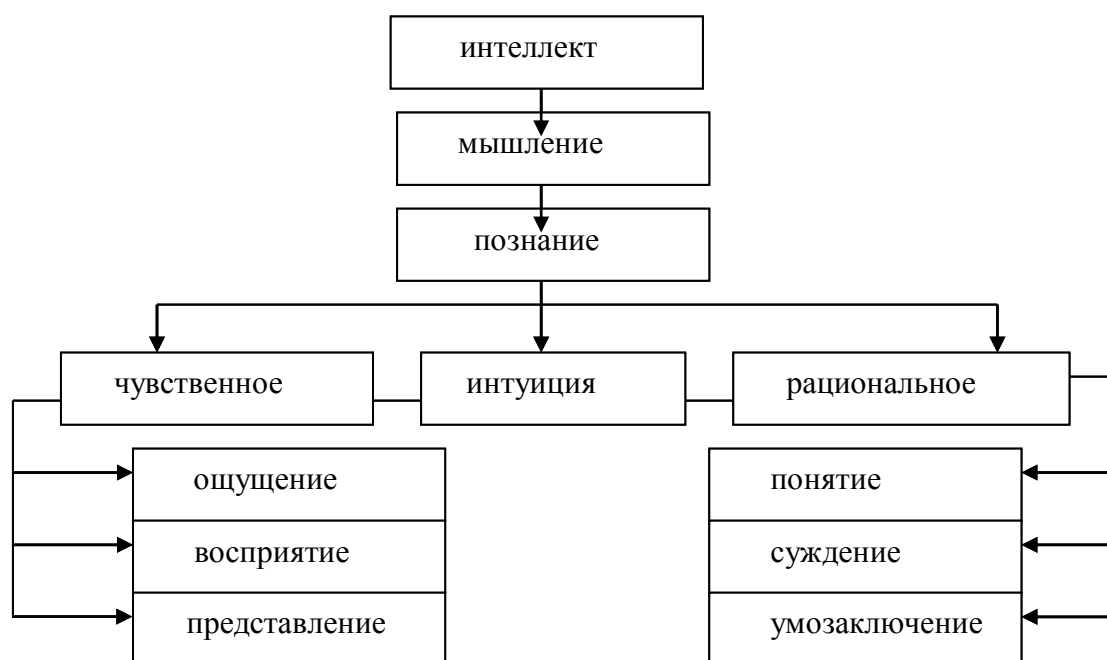 интеллект
мышление
познание
чувственное интуиция рациональное
ощущение понятие
восприятие суждение
представление умозаключение